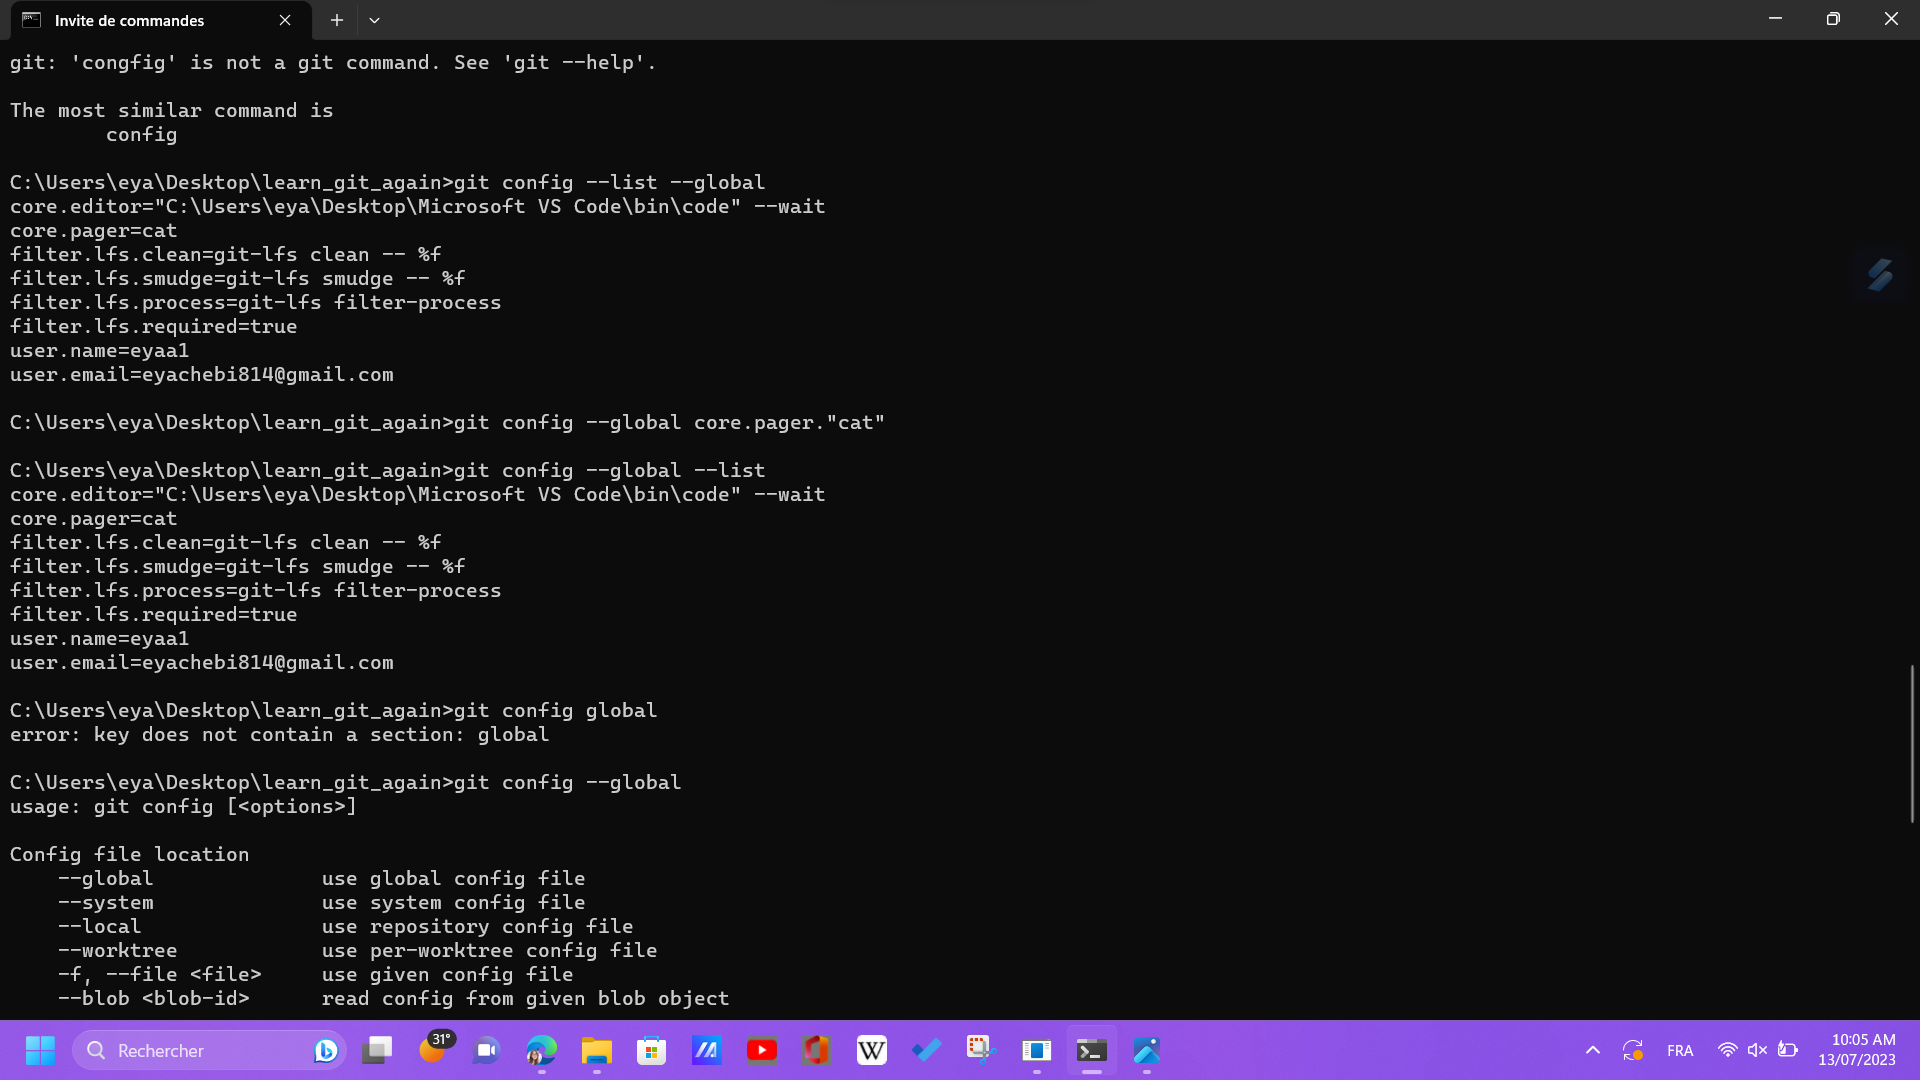 Invite de commandes
git: 'congfig' is not a git command. See 'git --help'.
The most similar command is
config
C:\Users\eya\Desktop\learn_git_again>git config --list --global
core.editor="C:\Users\eya\Desktop\Microsoft VS Code\bin\code" --wait
core.pager=cat
filter.lfs.clean=git-lfs clean -- %f
filter.lfs.smudge=git-lfs smudge -- %f
filter.lfs.process=git-lfs filter-process
filter.lfs.required=true
user.name=eyaa1
user.email=eyachebi814@gmail.com
C:\Users\eya\Desktop\learn_git_again>git config --global core.pager."cat"
C:\Users\eya\Desktop\learn_git_again>git config --global --list
core.editor="C:\Users\eya\Desktop\Microsoft VS Code\bin\code" --wait
core.pager=cat
filter.lfs.clean=git-lfs clean -- %f
filter.lfs.smudge=git-lfs smudge -- %f
filter.lfs.process=git-lfs filter-process
filter.lfs.required=true
user.name=eyaa1
user.email=eyachebi814@gmail.com
C:\Users\eya\Desktop\learn_git_again>git config global
error: key does not contain a section: global
C:\Users\eya\Desktop\learn_git_again>git config --global
usage: git config [<options>]
Config file location
--global use global config file
--system use system config file
--local use repository config file
--worktree use per-worktree config file
-f, --file <file> use given config file
--blob <blob-id> read config from given blob object
Rechercher
31°
W
FRA
10:05 AM
13/07/2023